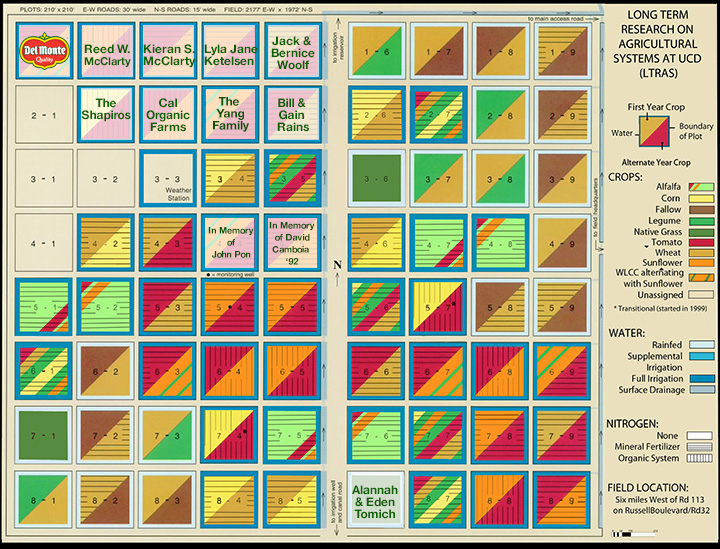 PLOTS: 210' x 210' E-W ROADS: 30' wide N-S ROADS: 15' wide FIELD: 2177' E-W x 1972' N-S
to main access road
LONG TERM
RESEARCH ON
AGRICULTURAL
SYSTEMS AT UCD
(LTRAS)
Del Monte
Quality
Reed W.
McClarty
Kieran S.
McClarty
Lyla Jane
Ketelsen
Jack &
Bernice
Woolf
to irrigation
reservoir
1 - 6
1 - 7
1 - 8
1 - 9
2 - 1
The
Shapiros
Cal
Organic
Farms
The
Yang
Family
Bill &
Gain
Rains
2 - 6
2 - 7
2 - 8
2 - 9
First Year Crop
Water
Boundary
of Plot
Alternate Year Crop
3 - 1
3 - 2
3 - 3
Weather
Station
3 - 4
3 - 5
3 - 6
3 - 7
3 - 8
3 - 9
to field headquarters
CROPS:
Alfalfa
Corn
Fallow
Legume
Native Grass
Tomato
Wheat
Sunflower
WLCC alternating
with Sunflower
Unassigned
* Transitional (started in 1999)
4 - 1
4 - 2
4 - 3
In Memory
of
John Pon
In Memory
of David
Camboia
'92
N
4 - 6
4 - 7
4 - 8
4 - 9
● = monitoring well
5 - 1
5 - 2
5 - 3
5 - 4
5 - 5
5 - 6
5 - 7
5 - 8
5 - 9
WATER:
Rainfed
Supplemental
Irrigation
Full Irrigation
Surface Drainage
6 - 1
6 - 2
6 - 3
6 - 4
6 - 5
6 - 6
6 - 7
6 - 8
6 - 9
7 - 1
7 - 2
7 - 3
7 - 4
7 - 5
7 - 6
7 - 7
7 - 8
7 - 9
NITROGEN:
None
Mineral Fertilizer
Organic System
8 - 1
8 - 2
8 - 3
8 - 4
8 - 5
to irrigation well
and canal road
Alannah
& Eden
Tomich
8 - 7
8 - 8
8 - 9
FIELD LOCATION:
Six miles West of Rd 113
on RussellBoulevard/Rd32